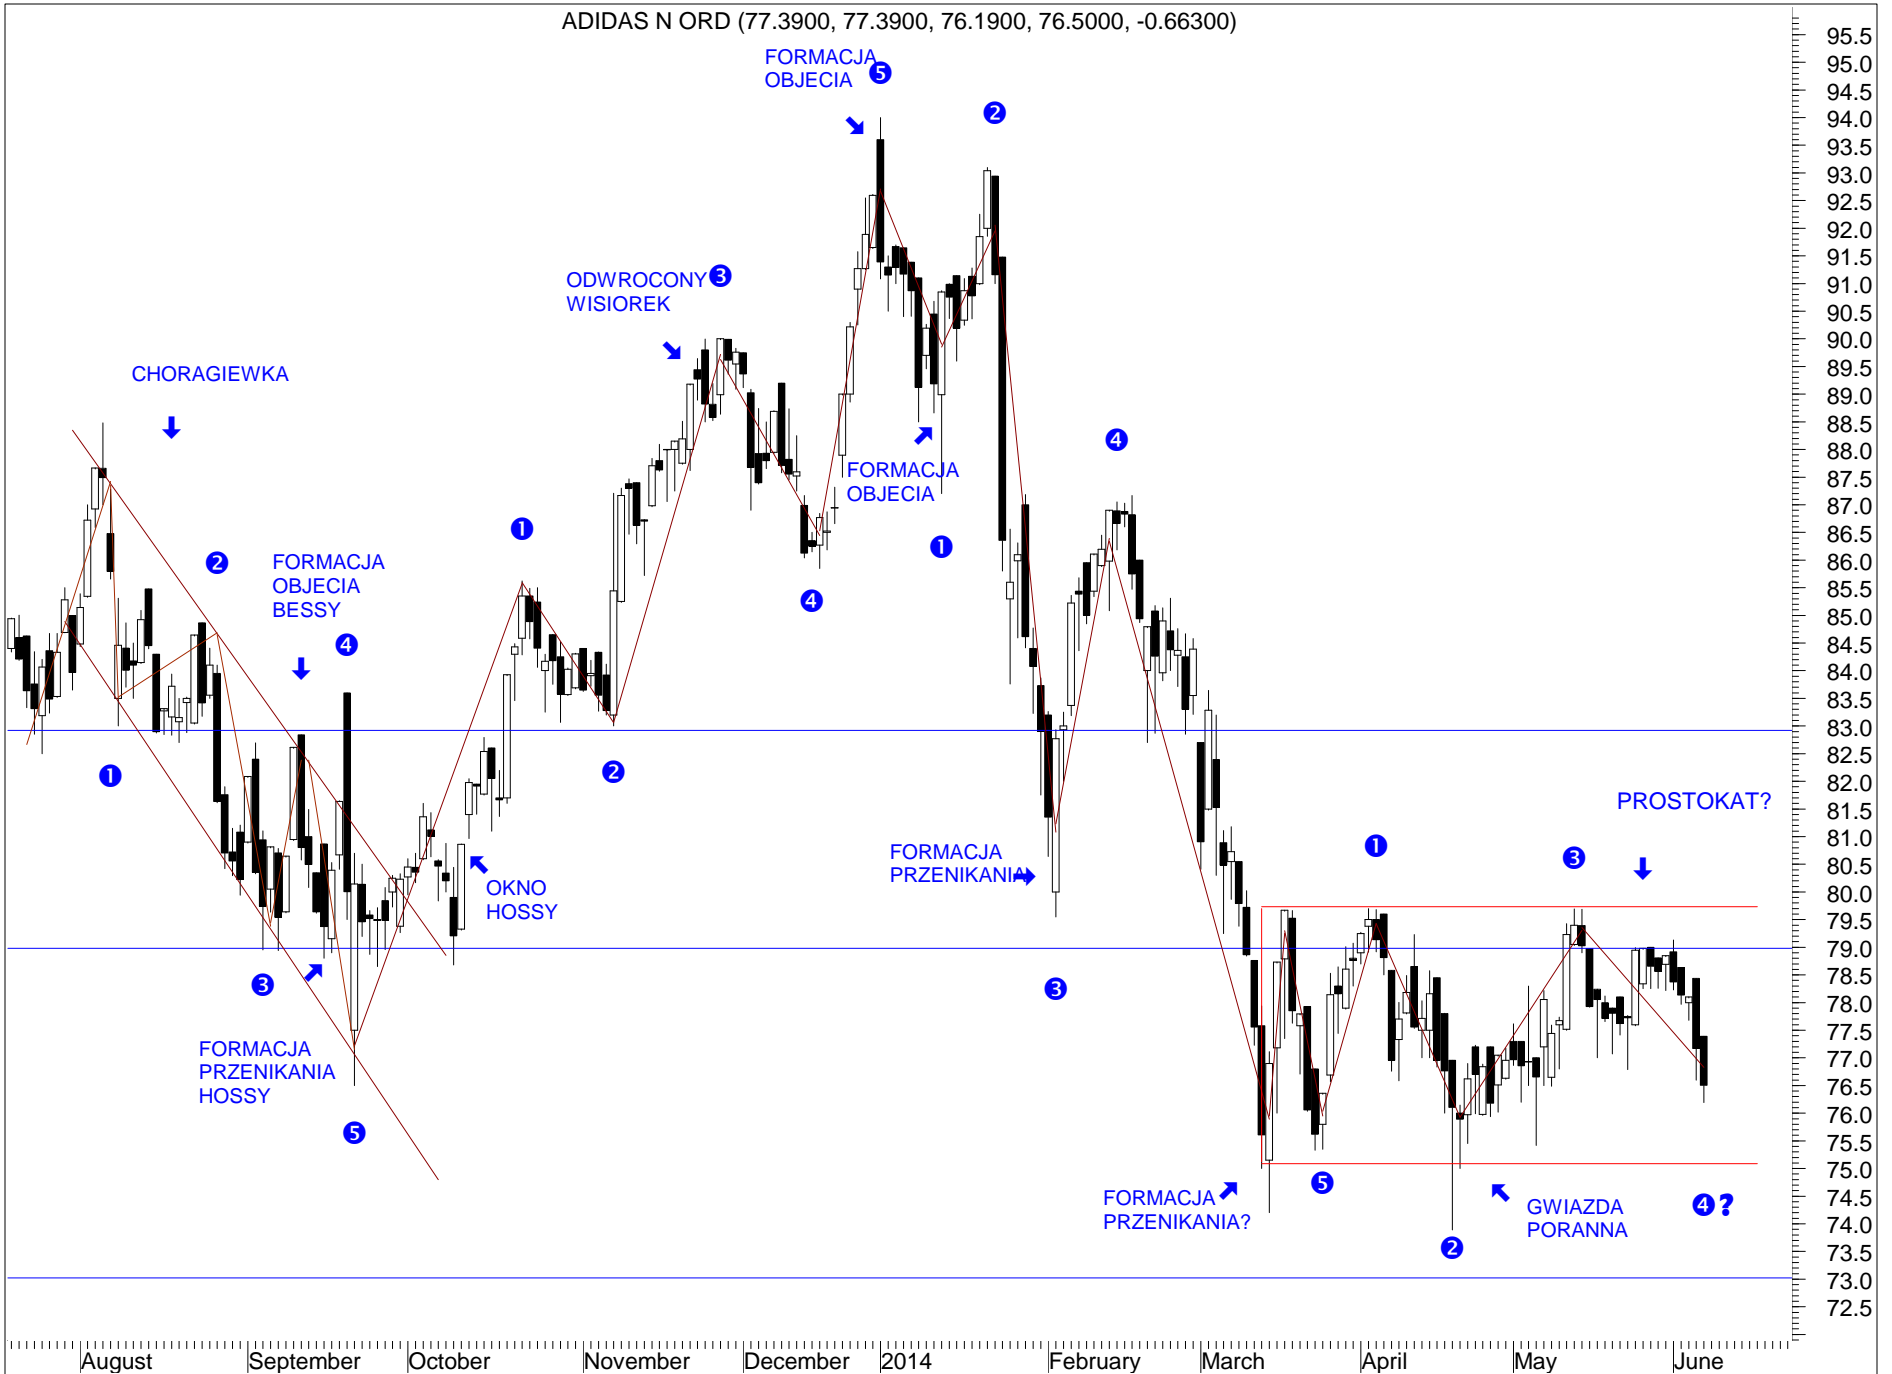 ADIDAS N ORD (77.3900, 77.3900, 76.1900, 76.5000, -0.66300)
FORMACJA
OBJECIA
5
2
ODWROCONY
WISIOREK
3
CHORAGIEWKA
FORMACJA
OBJECIA
1
4
1
2
FORMACJA
OBJECIA
BESSY
4
4
1
2
PROSTOKAT?
FORMACJA
PRZENIKANIA
1
3
OKNO
HOSSY
3
3
FORMACJA
PRZENIKANIA
HOSSY
5
FORMACJA
PRZENIKANIA?
5
2
GWIAZDA
PORANNA
4?
95.5
95.0
94.5
94.0
93.5
93.0
92.5
92.0
91.5
91.0
90.5
90.0
89.5
89.0
88.5
88.0
87.5
87.0
86.5
86.0
85.5
85.0
84.5
84.0
83.5
83.0
82.5
82.0
81.5
81.0
80.5
80.0
79.5
79.0
78.5
78.0
77.5
77.0
76.5
76.0
75.5
75.0
74.5
74.0
73.5
73.0
72.5
August September October November December 2014 February March April May June